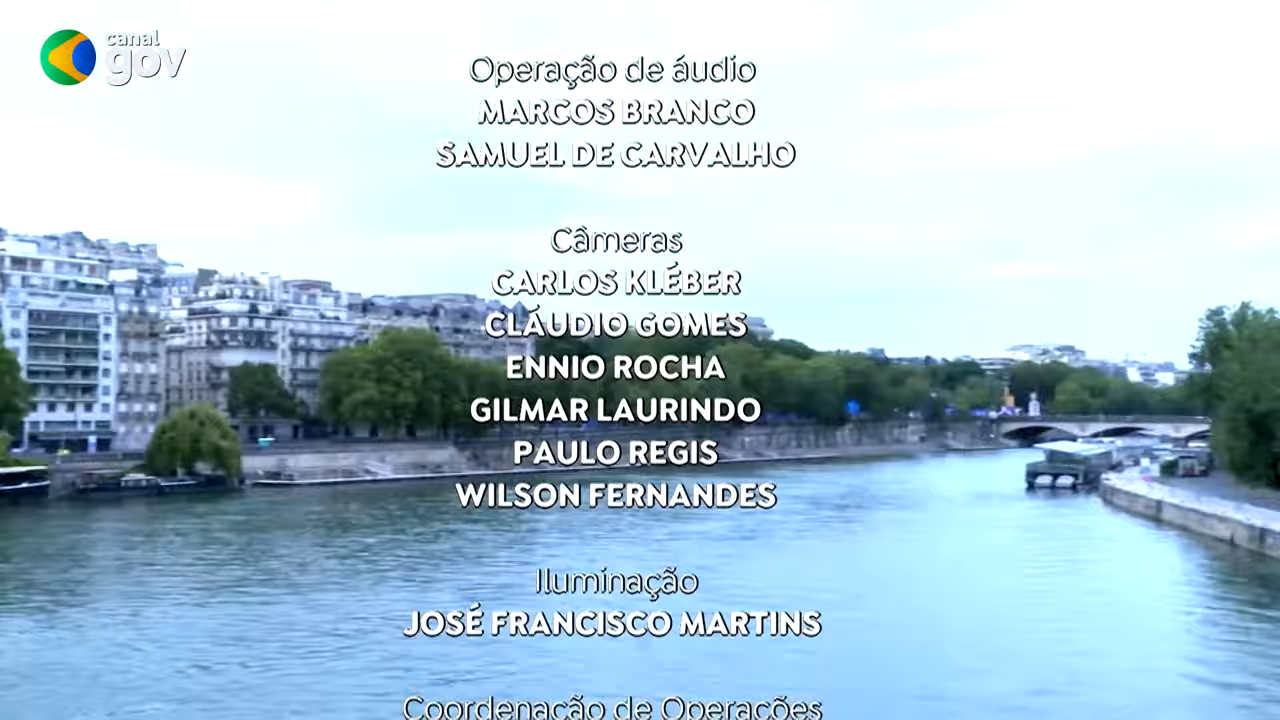 canal
gov
Operação de áudio
MARCOS BRANCO
SAMUEL DE CARVALHO
Câmeras
CARLOS KLÉBER
CLÁUDIO GOMES
ENNIO ROCHA
GILMAR LAURINDO
PAULO REGIS
WILSON FERNANDES
Iluminação
JOSÉ FRANCISCO MARTINS
Coordenação de Operações